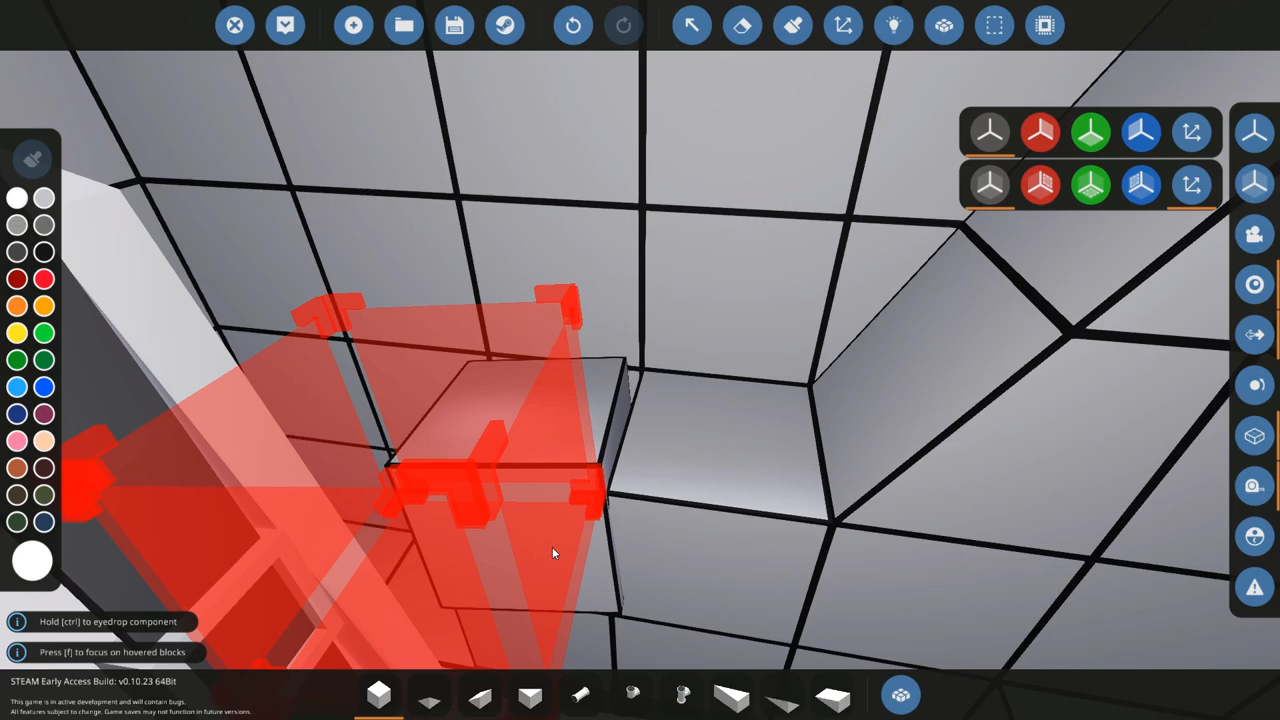 Hold [ctrl] to eyedrop component
Press [f] to focus on hovered blocks
STEAM Early Access Build: v0.10.23 64Bit
This game is in active development and will contain bugs.
All features subject to change. Game saves may not function in future versions.